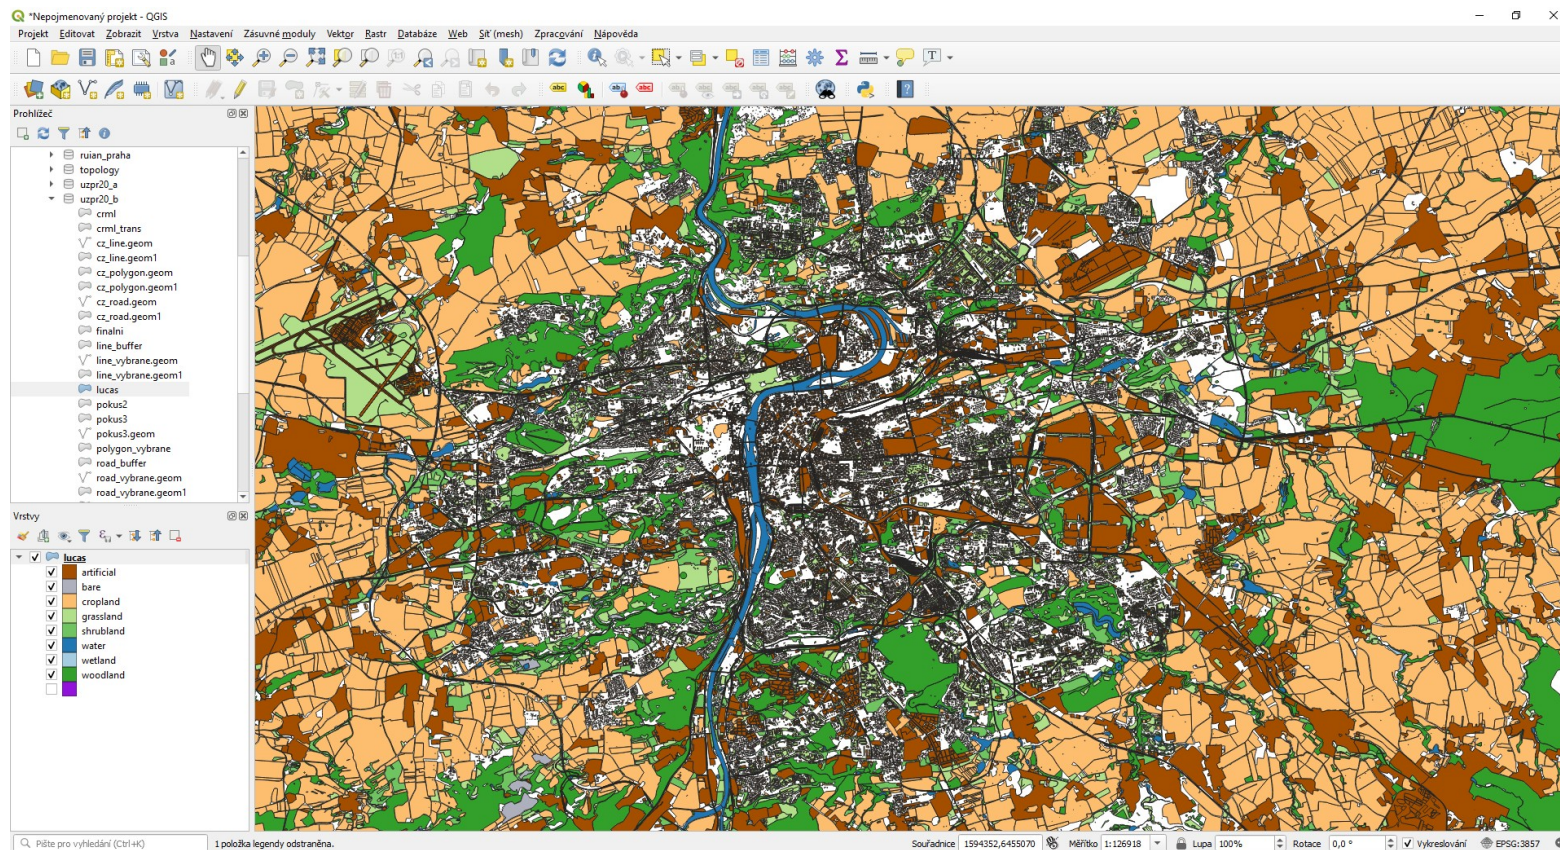 *Nepojmenovaný projekt - QGIS
Projekt Editovat Zobrazit Vrstva Nastavení Zásuvné moduly Vektor Rastr Databáze Web Síť (mesh) Zpracování Nápověda
Prohlížeč
ruian_praha
topology
uzpr20_a
uzpr20_b
crml
crml_trans
cz_line.geom
cz_line.geom1
cz_polygon.geom
cz_polygon.geom1
cz_road.geom
cz_road.geom1
finalni
line_buffer
line_vybrane.geom
line_vybrane.geom1
lucas
pokus2
pokus3
pokus3.geom
polygon_vybrane
road_buffer
road_vybrane.geom
road_vybrane.geom1
Vrstvy
lucas
artificial
bare
cropland
grassland
shrubland
water
wetland
woodland
Pište pro vyhledání (Ctrl+K) 1 položka legendy odstraněna. Souřadnice 1594352,6455070 Měřítko 1:126918 Lupa 100% Rotace 0,0 ° Vykreslování EPSG:3857